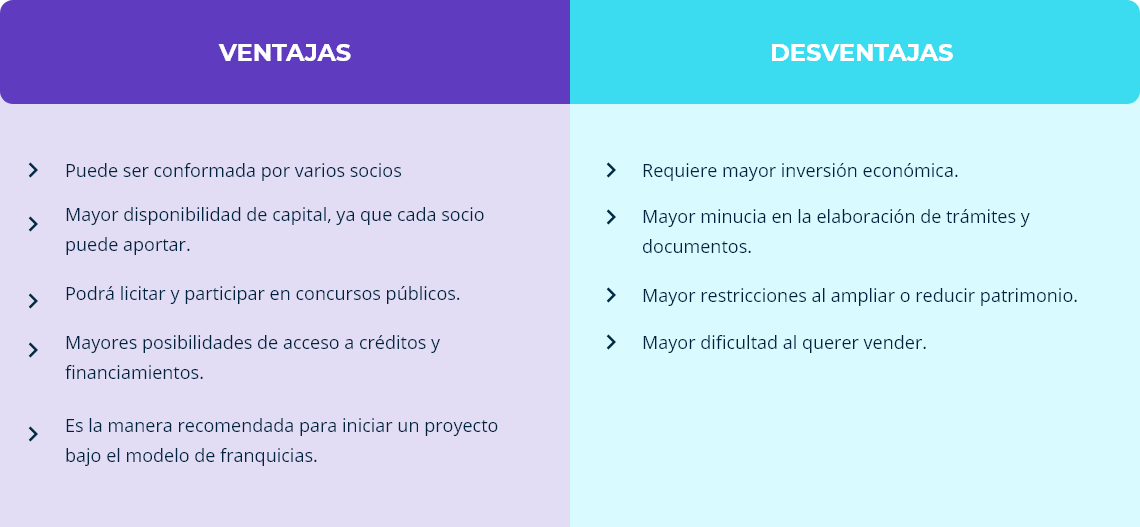 VENTAJAS
Puede ser conformada por varios socios
Mayor disponibilidad de capital, ya que cada socio
puede aportar.
Podrá licitar y participar en concursos públicos.
Mayores posibilidades de acceso a créditos y
financiamientos.
Es la manera recomendada para iniciar un proyecto
bajo el modelo de franquicias.
DESVENTAJAS
Requiere mayor inversión económica.
Mayor minucia en la elaboración de trámites y
documentos.
Mayor restricciones al ampliar o reducir patrimonio.
Mayor dificultad al querer vender.